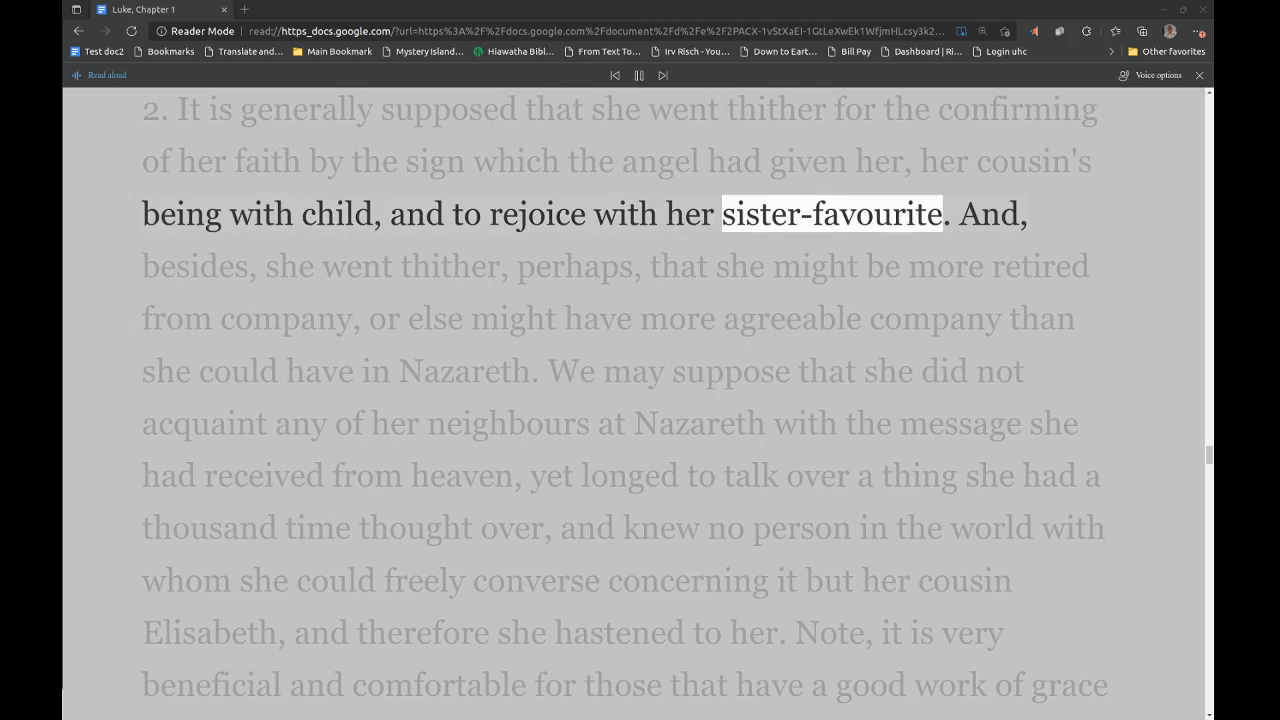 Luke, Chapter 1
Reader Mode
read://https_docs.google.com/?url=https%3A%2F%2Fdocs.google.com%2Fdocument%2Fd%2Fe%2F2PACX-1vStXaEI-1GtLeXwEk1WfjmHLcsy3k2...
Test doc2
Bookmarks
Translate and...
Main Bookmark
Mystery Island...
Hiawatha Bibl...
From Text To...
Irv Risch - You...
Down to Eart...
Bill Pay
Dashboard | Ri...
Login uhc
Other favorites
Read aloud
Voice options
2. It is generally supposed that she went thither for the confirming
of her faith by the sign which the angel had given her, her cousin's
being with child, and to rejoice with her sister-favourite. And,
besides, she went thither, perhaps, that she might be more retired
from company, or else might have more agreeable company than
she could have in Nazareth. We may suppose that she did not
acquaint any of her neighbours at Nazareth with the message she
had received from heaven, yet longed to talk over a thing she had a
thousand time thought over, and knew no person in the world with
whom she could freely converse concerning it but her cousin
Elisabeth, and therefore she hastened to her. Note, it is very
beneficial and comfortable for those that have a good work of grace